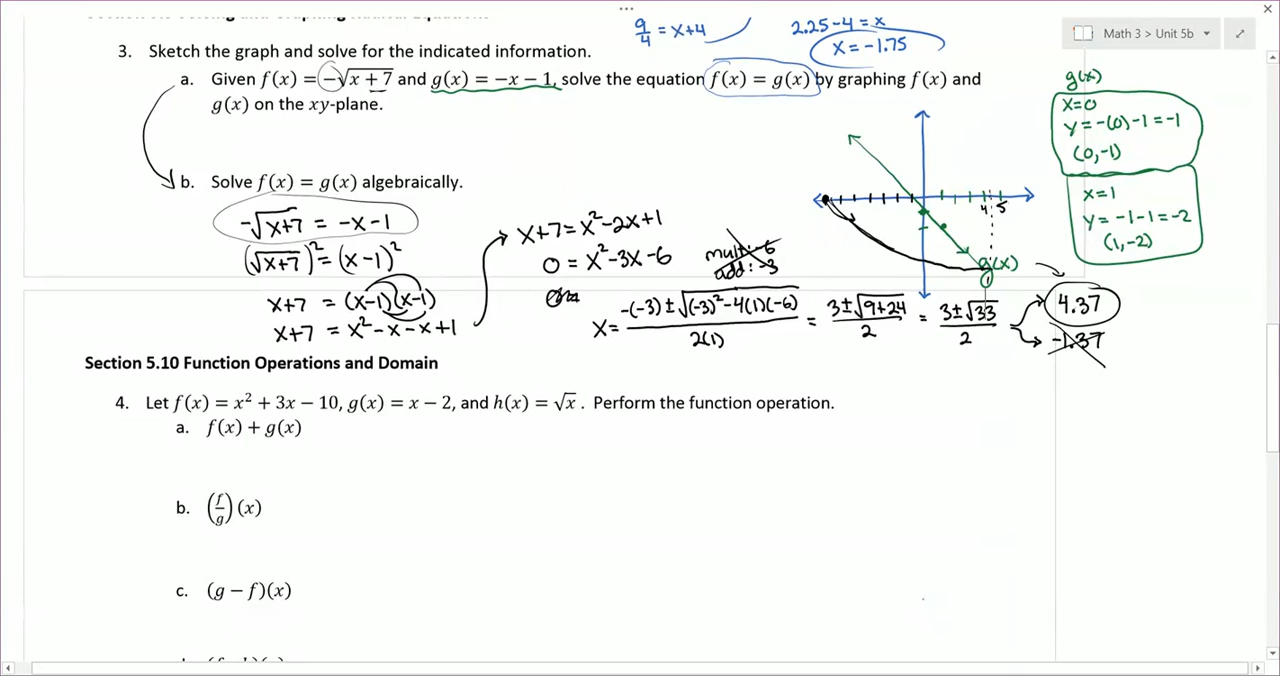 9/4 = x+4
2.25-4 = x
x = -1.75
Math 3 > Unit 5b
3. Sketch the graph and solve for the indicated information.
a. Given f(x) = −√(x + 7) and g(x) = −x − 1, solve the equation f(x) = g(x) by graphing f(x) and
g(x) on the xy-plane.
g(x)
x=0
y = -(0)-1 = -1
(0,-1)
x=1
y = -1-1 = -2
(1,-2)
4 5
g(x)
b. Solve f(x) = g(x) algebraically.
-√(x+7) = -x-1
(√(x+7))² = (x-1)²
x+7 = (x-1)(x-1)
x+7 = x²-x-x+1
x+7 = x²-2x+1
0 = x²-3x-6
mult: -6
add: -3
x = (-(-3) ± √((-3)²-4(1)(-6)))/2(1) = (3±√(9+24))/2 = (3±√33)/2
4.37
-1.37
Section 5.10 Function Operations and Domain
4. Let f(x) = x² + 3x − 10, g(x) = x − 2, and h(x) = √x . Perform the function operation.
a. f(x) + g(x)
b. (f/g)(x)
c. (g − f)(x)